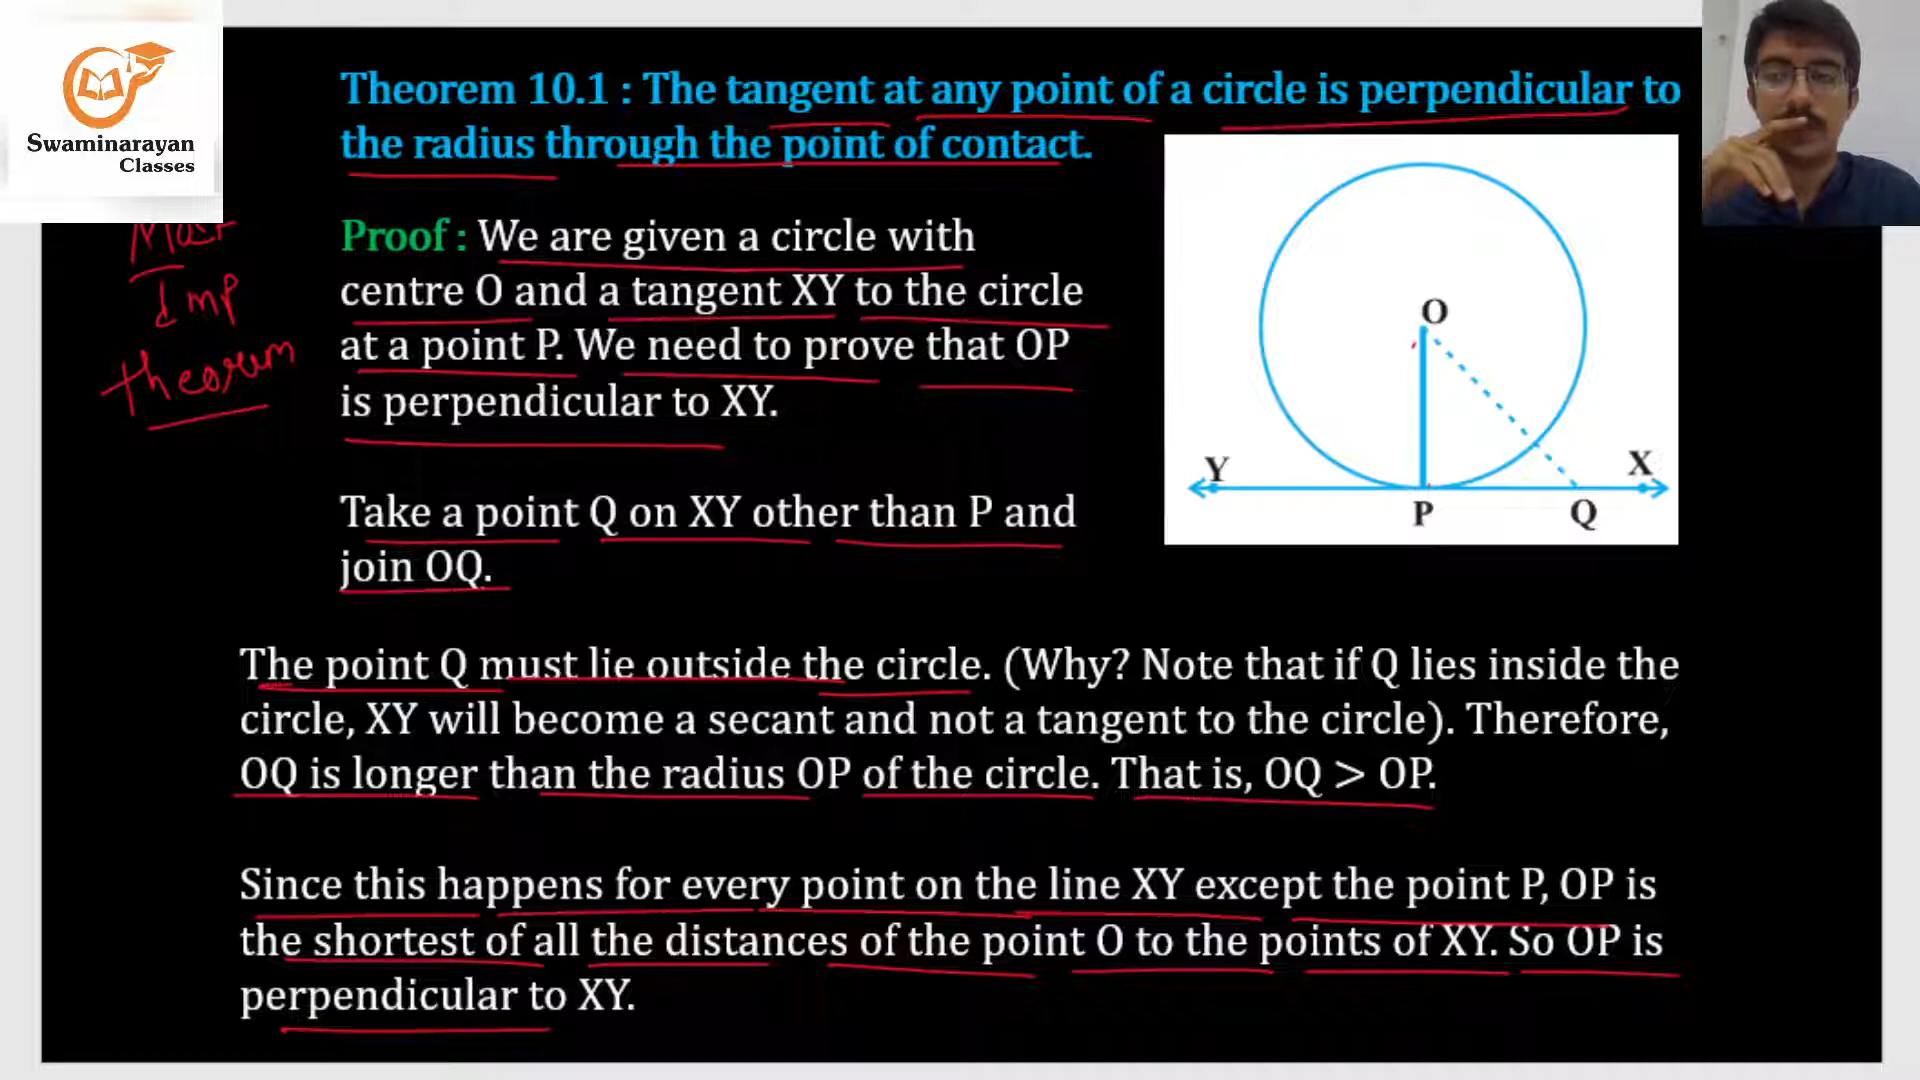 Swaminarayan
Classes
Theorem 10.1 : The tangent at any point of a circle is perpendicular to
the radius through the point of contact.
Most
Imp
theorem
Proof : We are given a circle with
centre O and a tangent XY to the circle
at a point P. We need to prove that OP
is perpendicular to XY.
Take a point Q on XY other than P and
join OQ.
O
Y
X
P
Q
The point Q must lie outside the circle. (Why? Note that if Q lies inside the
circle, XY will become a secant and not a tangent to the circle). Therefore,
OQ is longer than the radius OP of the circle. That is, OQ > OP.
Since this happens for every point on the line XY except the point P, OP is
the shortest of all the distances of the point O to the points of XY. So OP is
perpendicular to XY.